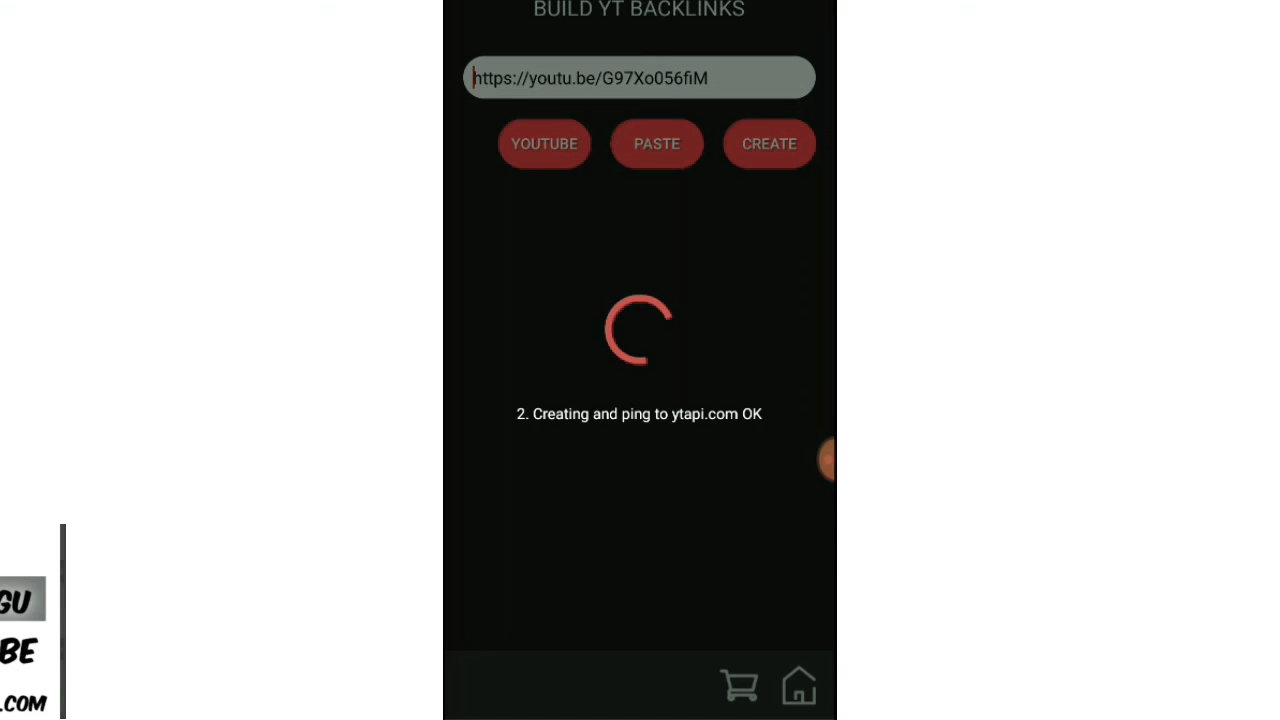 BUILD YT BACKLINKS
https://youtu.be/G97Xo056fiM
YOUTUBE PASTE CREATE
2. Creating and ping to ytapi.com OK
GU
BE
.COM